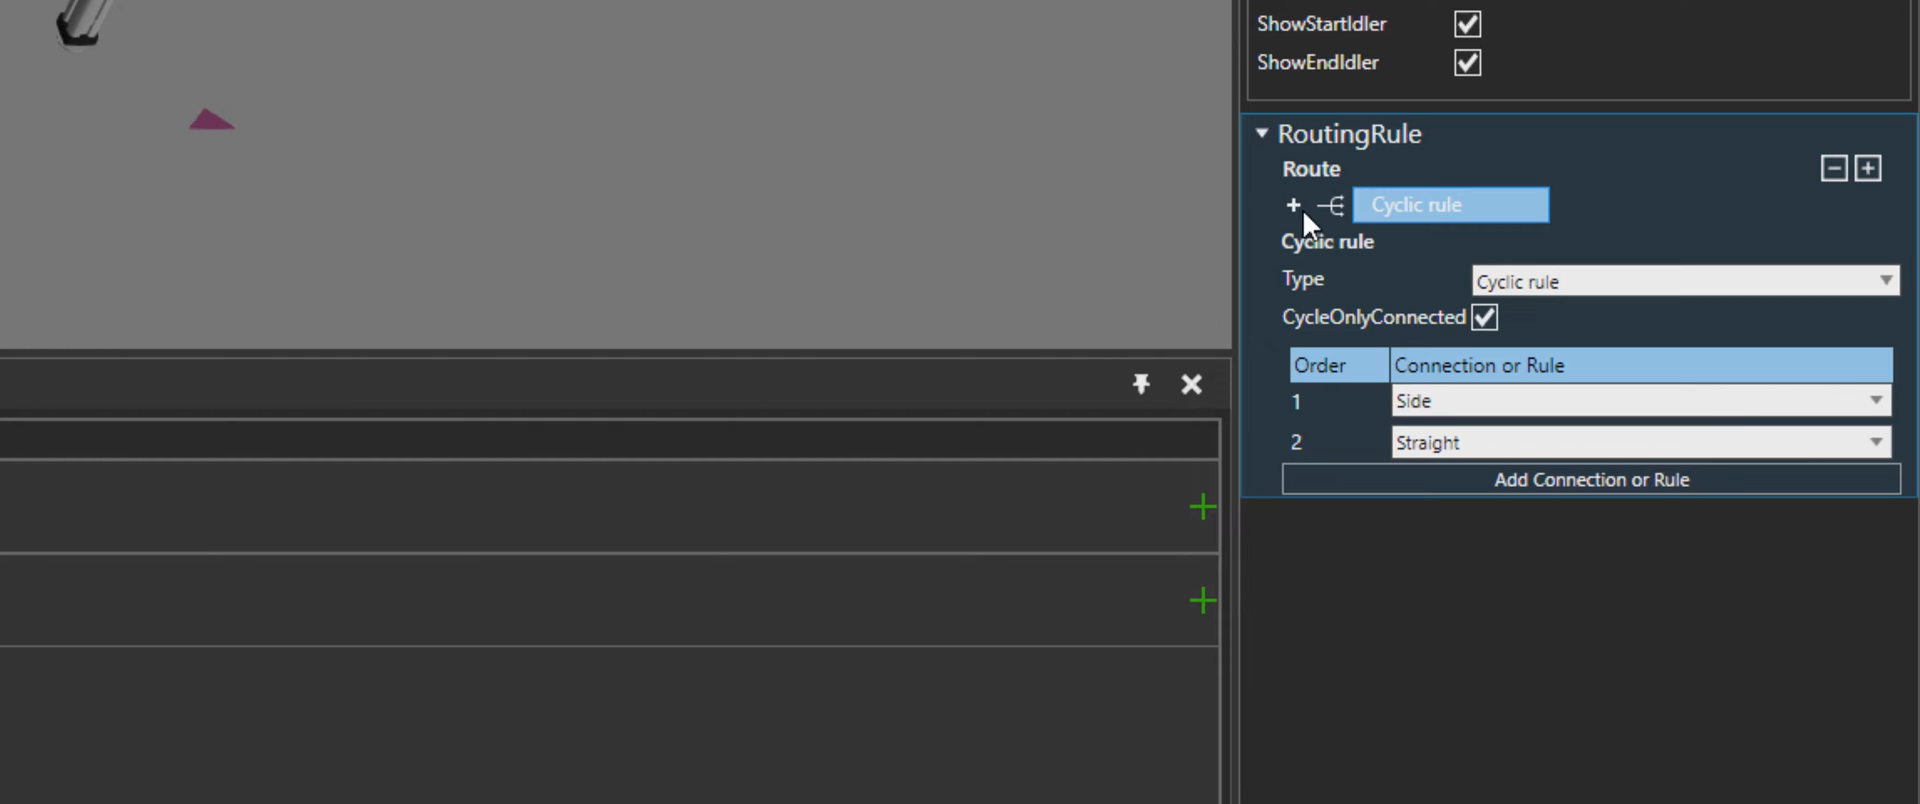 ShowStartIdler
ShowEndIdler
RoutingRule
Route
Cyclic rule
Cyclic rule
Type Cyclic rule
CycleOnlyConnected
Order Connection or Rule
1 Side
2 Straight
Add Connection or Rule